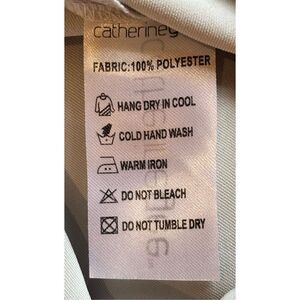 catherine
FABRIC:100% POLYESTER
HANG DRY IN COOL
COLD HAND WASH
WARM IRON
DO NOT BLEACH
DO NOT TUMBLE DRY